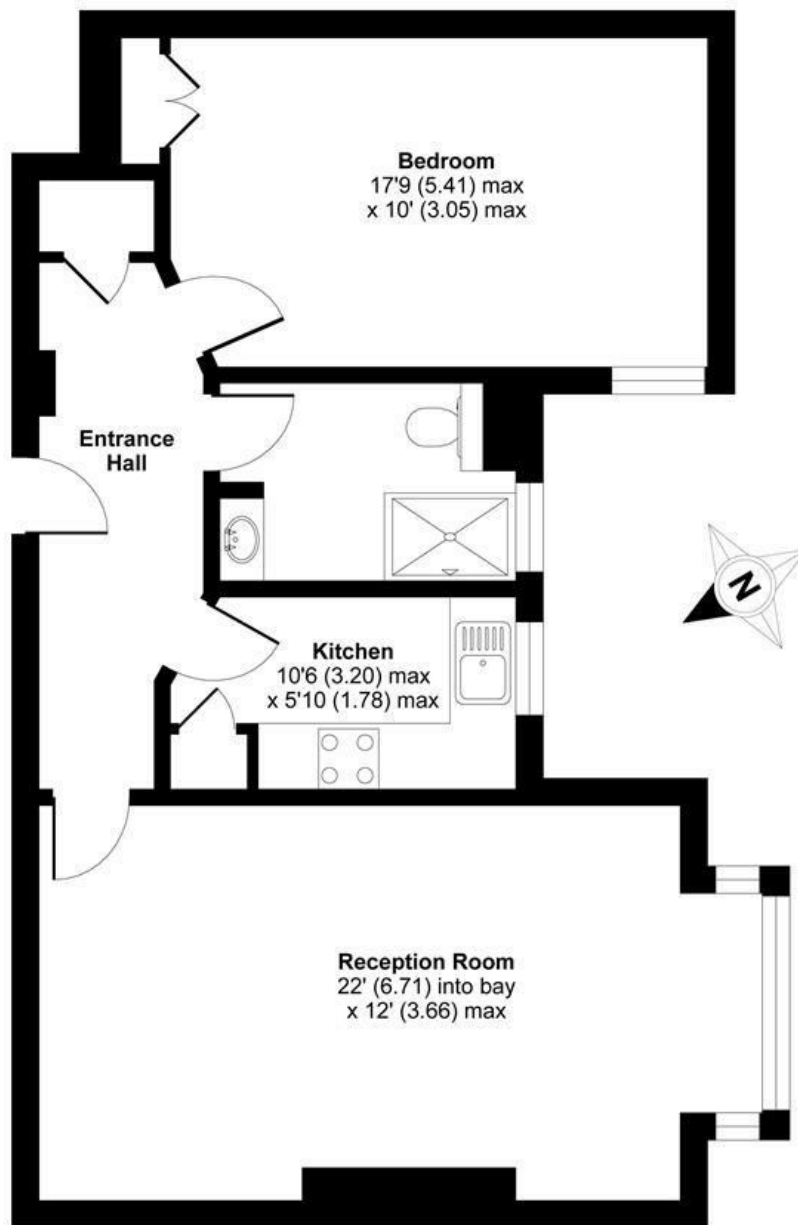 Bedroom
17'9 (5.41) max
x 10' (3.05) max
Entrance
Hall
N
Kitchen
10'6 (3.20) max
x 5'10 (1.78) max
Reception Room
22' (6.71) into bay
x 12' (3.66) max